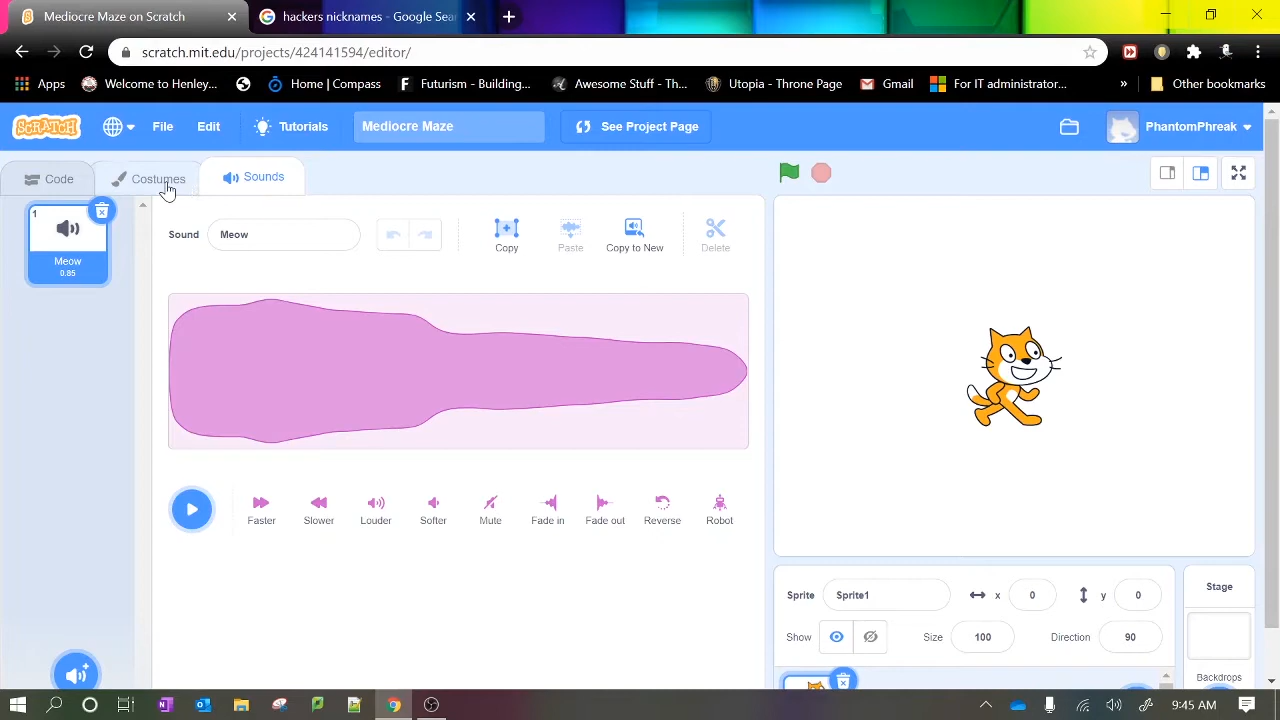 Mediocre Maze on Scratch
hackers nicknames - Google Sea
scratch.mit.edu/projects/424141594/editor/
Apps
Welcome to Henley...
Home | Compass
Futurism - Building...
Awesome Stuff - Th...
Utopia - Throne Page
Gmail
For IT administrator...
»
Other bookmarks
SCRATCH
File
Edit
Tutorials
Mediocre Maze
See Project Page
PhantomPhreak
Code
Costumes
Sounds
1
Meow
0.85
Sound
Meow
Copy
Paste
Copy to New
Delete
Faster
Slower
Louder
Softer
Mute
Fade in
Fade out
Reverse
Robot
Sprite
Sprite1
x
0
y
0
Show
Size
100
Direction
90
Stage
Backdrops
9:45 AM